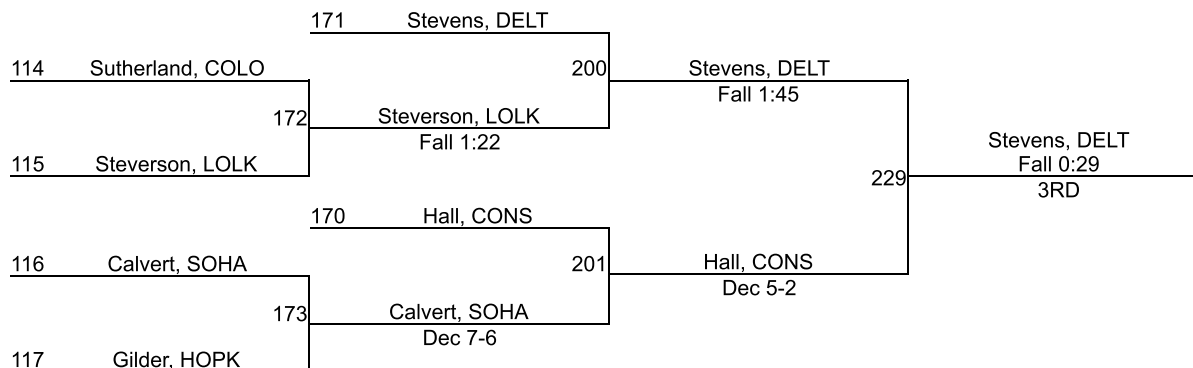 171 Stevens, DELT
114 Sutherland, COLO
200 Stevens, DELT
Fall 1:45
172 Steverson, LOLK
Fall 1:22
115 Steverson, LOLK
Stevens, DELT
Fall 0:29
3RD
229
170 Hall, CONS
116 Calvert, SOHA
201 Hall, CONS
Dec 5-2
173 Calvert, SOHA
Dec 7-6
117 Gilder, HOPK